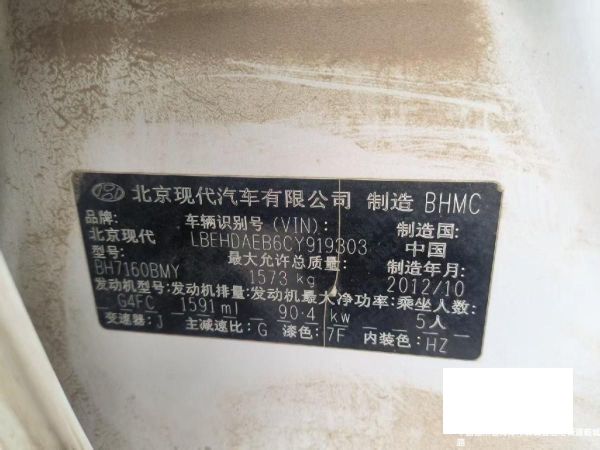 北京现代汽车有限公司 制造 BHMC
品牌: 车辆识别号(VIN): 制造国:
北京现代 LBEHDAEB6CY919303 中国
最大允许总质量: 制造年月:
BH7160BMY 1573 kg 2012/10
发动机型号: 发动机排量: 发动机最大净功率: 乘坐人数:
G4FC 1591 ml 90.4 kw 5人
变速器: J 主减速比: G 漆色: 7F 内装色: HZ